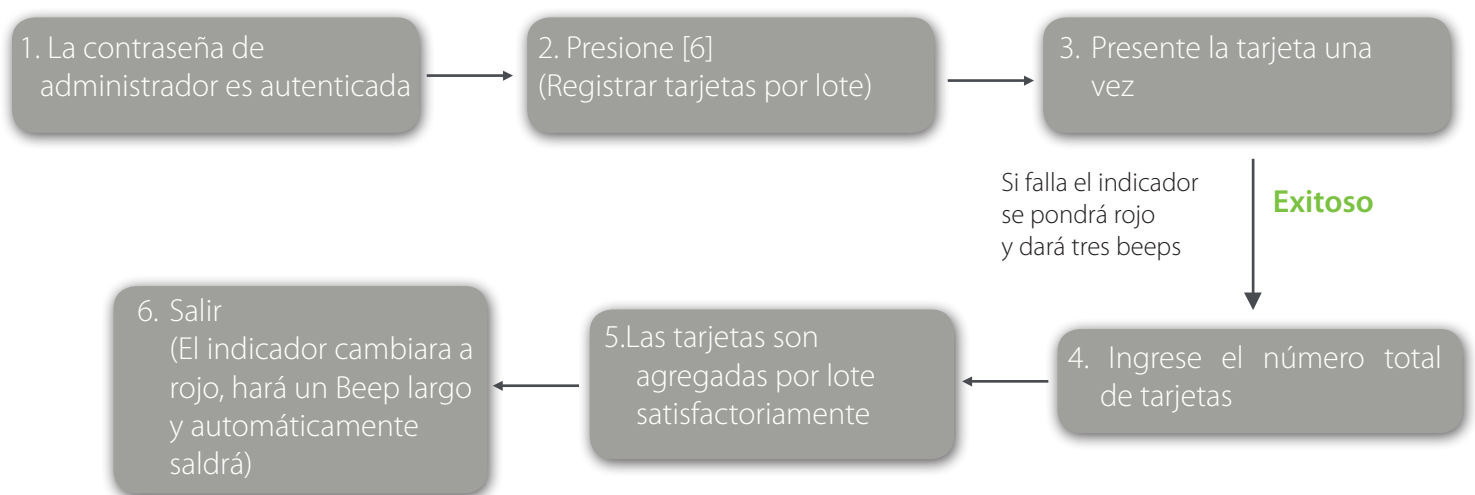 1. La contraseña de
administrador es autenticada
2. Presione [6]
(Registrar tarjetas por lote)
3. Presente la tarjeta una
vez
Si falla el indicador
se pondrá rojo
y dará tres beeps
Exitoso
4. Ingrese el número total
de tarjetas
5.Las tarjetas son
agregadas por lote
satisfactoriamente
6. Salir
(El indicador cambiara a
rojo, hará un Beep largo
y automáticamente
saldrá)